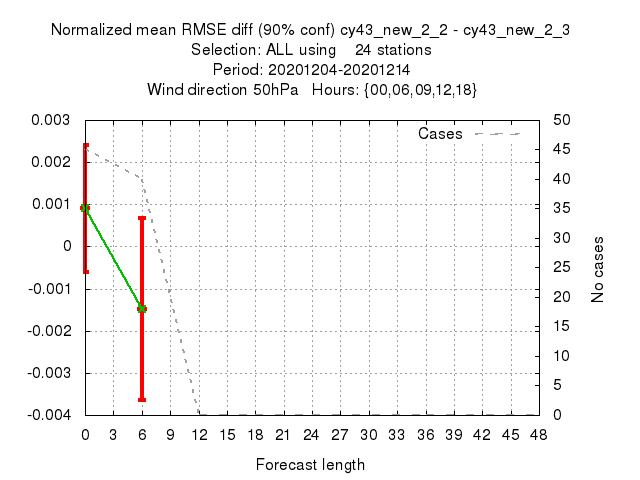 Normalized mean RMSE diff (90% conf) cy43_new_2_2 - cy43_new_2_3
Selection: ALL using    24 stations
Period: 20201204-20201214
Wind direction 50hPa   Hours: {00,06,09,12,18}
0.003
0.002
0.001
0
-0.001
-0.002
-0.003
-0.004
Cases
50
45
40
35
30
25
20
15
10
5
0
No cases
0 3 6 9 12 15 18 21 24 27 30 33 36 39 42 45 48
Forecast length